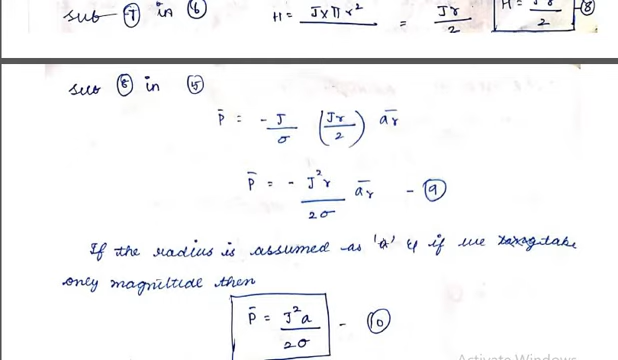 sub ⑦ in ⑥ H = J×πr² = Jr/2 H = Jr/2 - ⑧
sub ⑧ in ⑤
P̄ = -J/σ (Jr/2) ār
P̄ = - J²r/2σ ār - ⑨
If the radius is assumed as 'a' & if we take
only magnitude then
P̄ = J²a/2σ - ⑩
Activate Windows